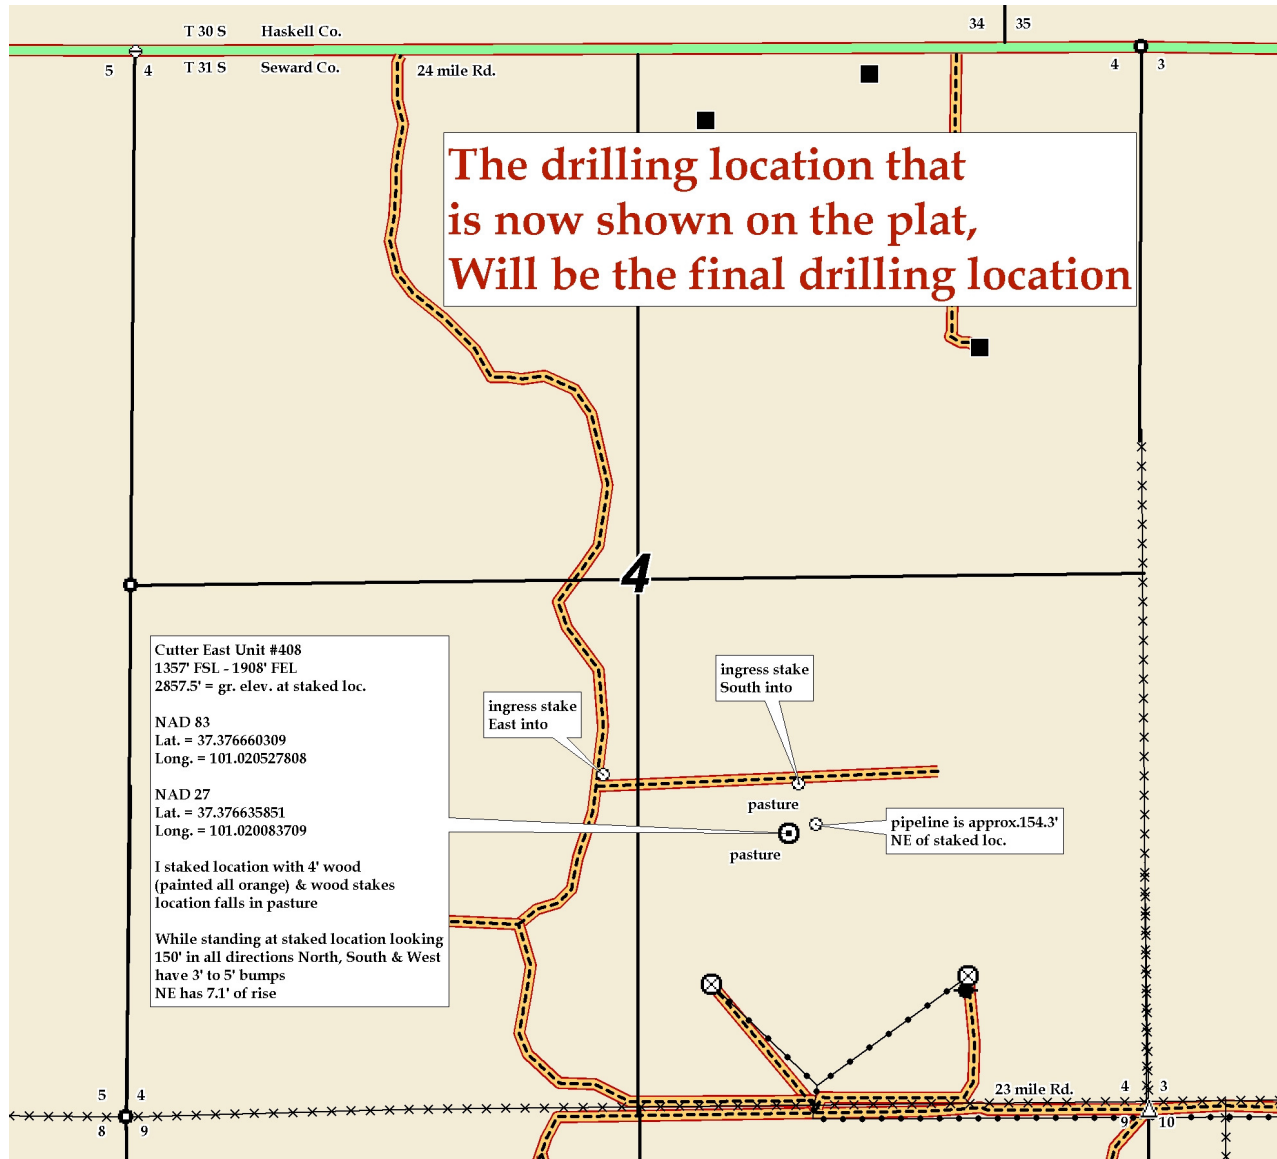 34 35
T 30 S Haskell Co.
5 4 T 31 S Seward Co.
24 mile Rd.
4 3
The drilling location that
is now shown on the plat,
Will be the final drilling location
4
Cutter East Unit #408
1357' FSL - 1908' FEL
2857.5' = gr. elev. at staked loc.
NAD 83
Lat. = 37.376660309
Long. = 101.020527808
NAD 27
Lat. = 37.376635851
Long. = 101.020083709
I staked location with 4' wood
(painted all orange) & wood stakes
location falls in pasture
While standing at staked location looking
150' in all directions North, South & West
have 3' to 5' bumps
NE has 7.1' of rise
ingress stake
East into
ingress stake
South into
pasture
pasture
pipeline is approx.154.3'
NE of staked loc.
23 mile Rd.
5 4
8 9
4 3
9 10